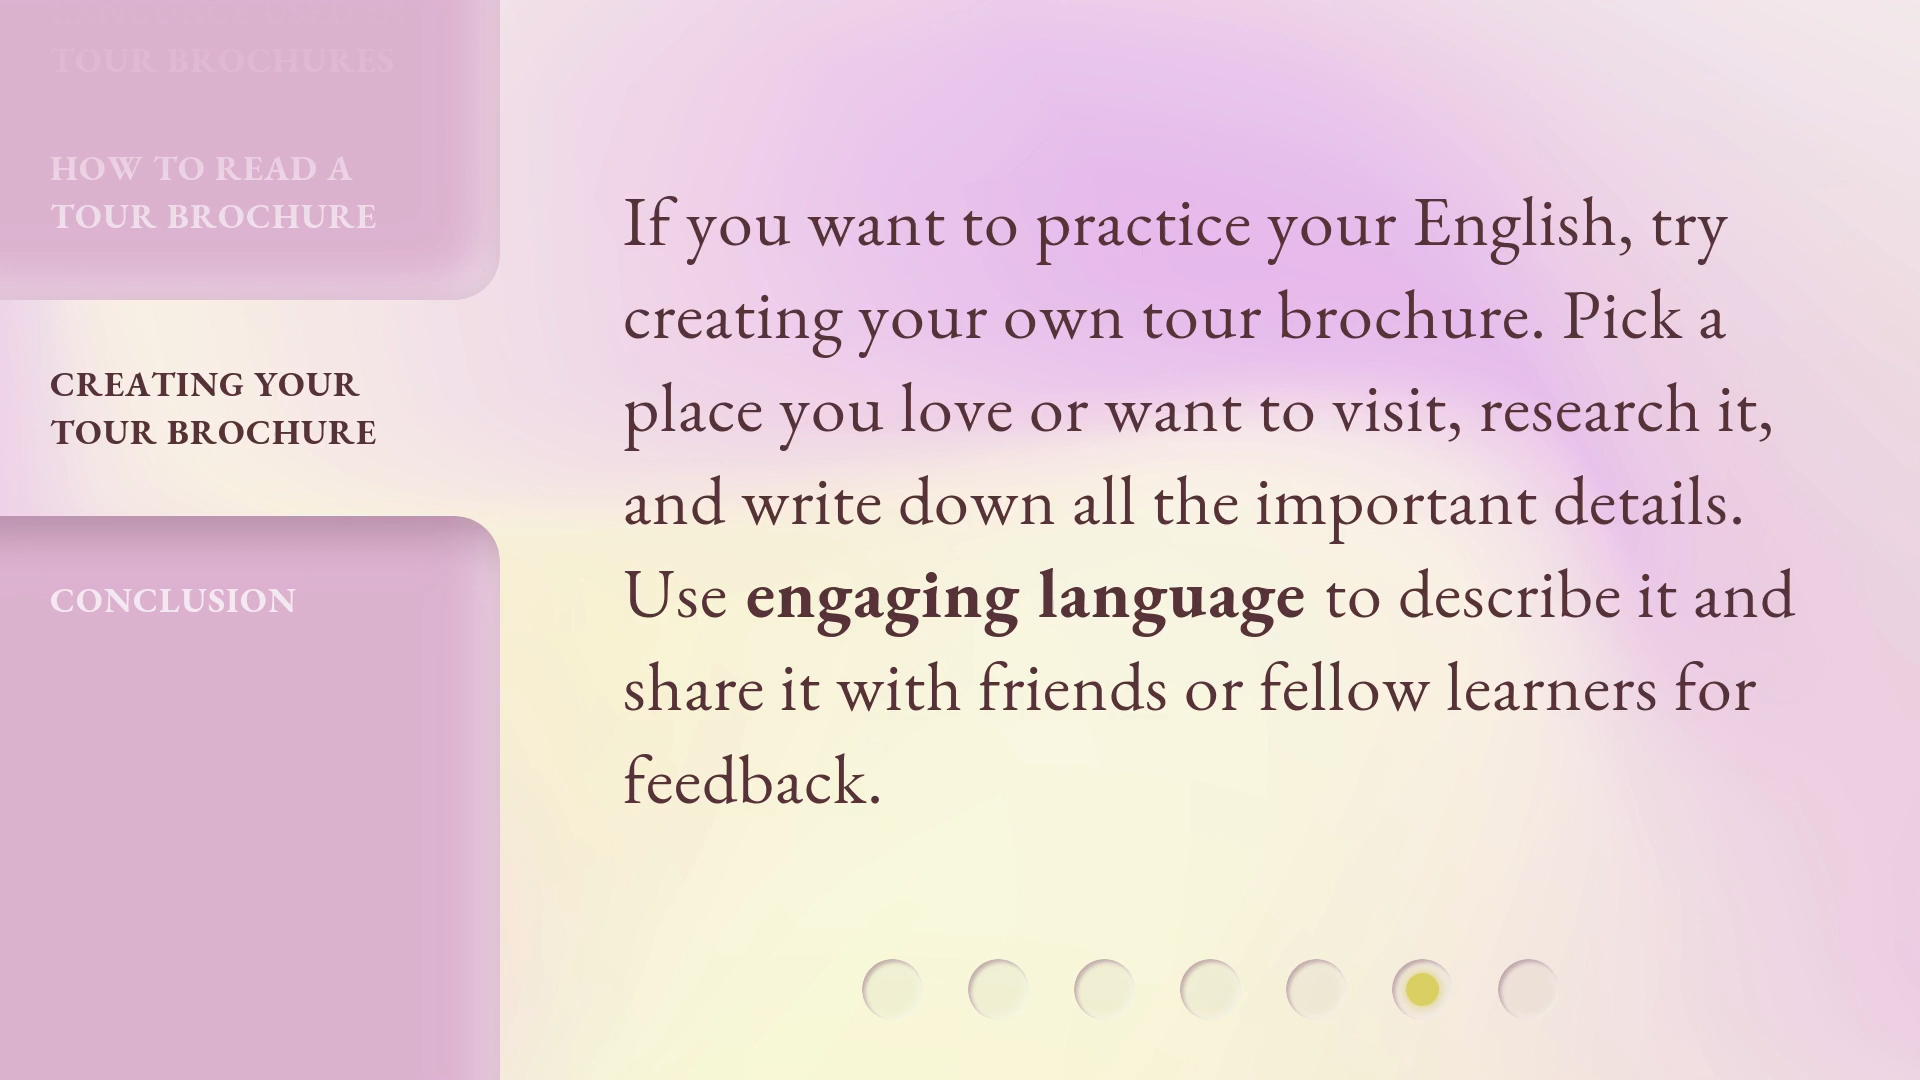 TOUR BROCHURES
HOW TO READ A
TOUR BROCHURE
CREATING YOUR
TOUR BROCHURE
CONCLUSION
If you want to practice your English, try
creating your own tour brochure. Pick a
place you love or want to visit, research it,
and write down all the important details.
Use engaging language to describe it and
share it with friends or fellow learners for
feedback.